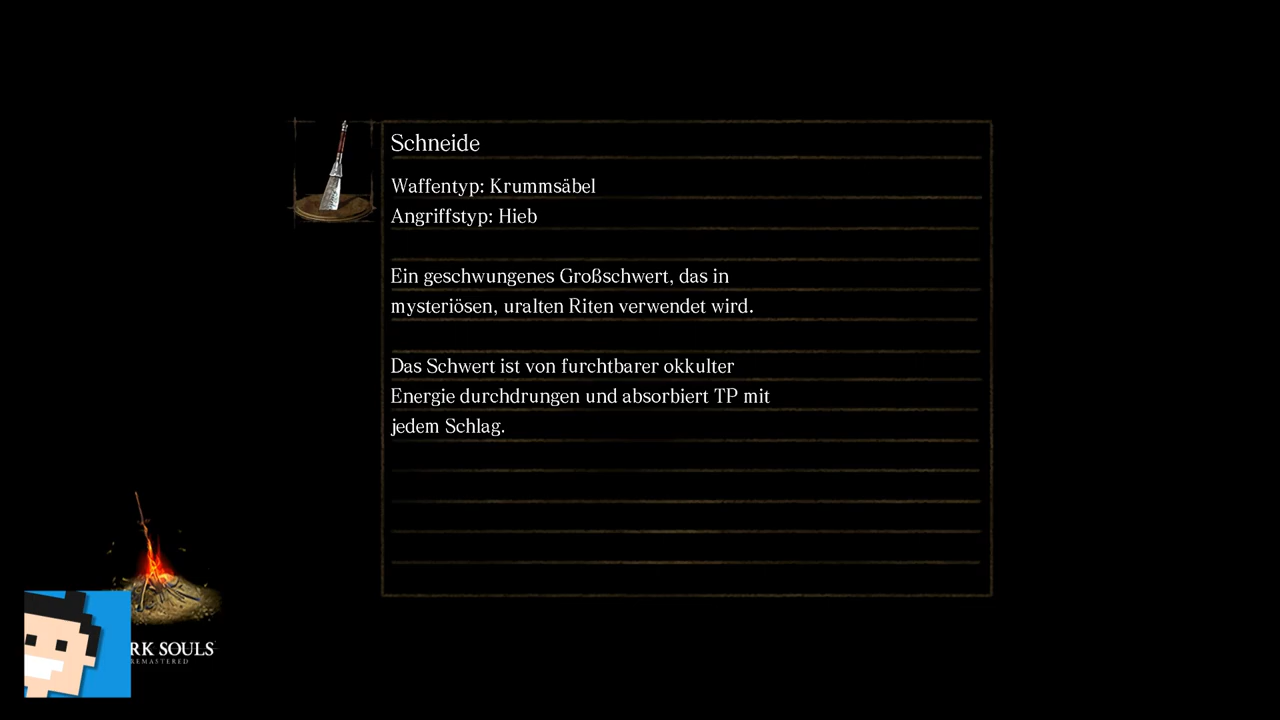 Schneide
Waffentyp: Krummsäbel
Angriffstyp: Hieb
Ein geschwungenes Großschwert, das in
mysteriösen, uralten Riten verwendet wird.
Das Schwert ist von furchtbarer okkulter
Energie durchdrungen und absorbiert TP mit
jedem Schlag.
RK SOULS
REMASTERED